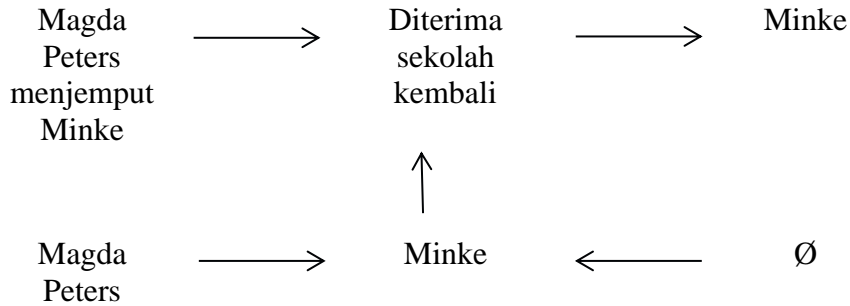 Magda
Peters
menjemput
Minke
Diterima
sekolah
kembali
Minke
Magda
Peters
Minke
Ø